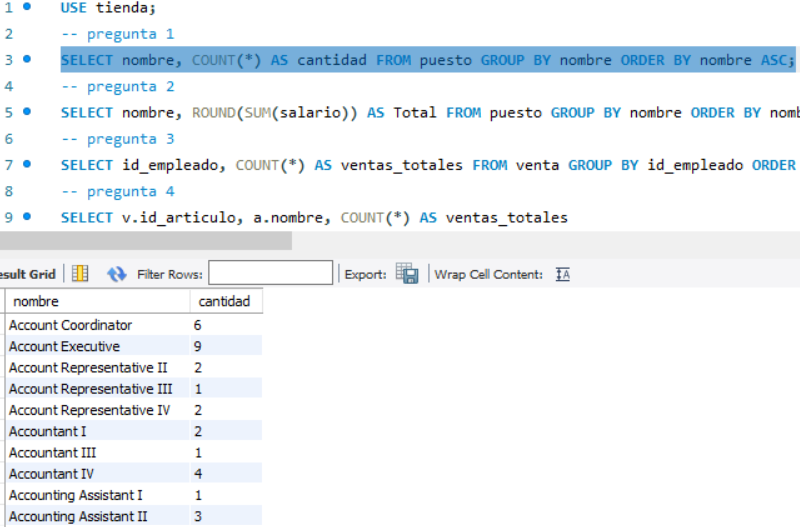 1 USE tienda;
2 -- pregunta 1
3 SELECT nombre, COUNT(*) AS cantidad FROM puesto GROUP BY nombre ORDER BY nombre ASC;
4 -- pregunta 2
5 SELECT nombre, ROUND(SUM(salario)) AS Total FROM puesto GROUP BY nombre ORDER BY nomb
6 -- pregunta 3
7 SELECT id_empleado, COUNT(*) AS ventas_totales FROM venta GROUP BY id_empleado ORDER
8 -- pregunta 4
9 SELECT v.id_articulo, a.nombre, COUNT(*) AS ventas_totales
esult Grid Filter Rows: Export: Wrap Cell Content: IA
nombre cantidad
Account Coordinator 6
Account Executive 9
Account Representative II 2
Account Representative III 1
Account Representative IV 2
Accountant I 2
Accountant III 1
Accountant IV 4
Accounting Assistant I 1
Accounting Assistant II 3